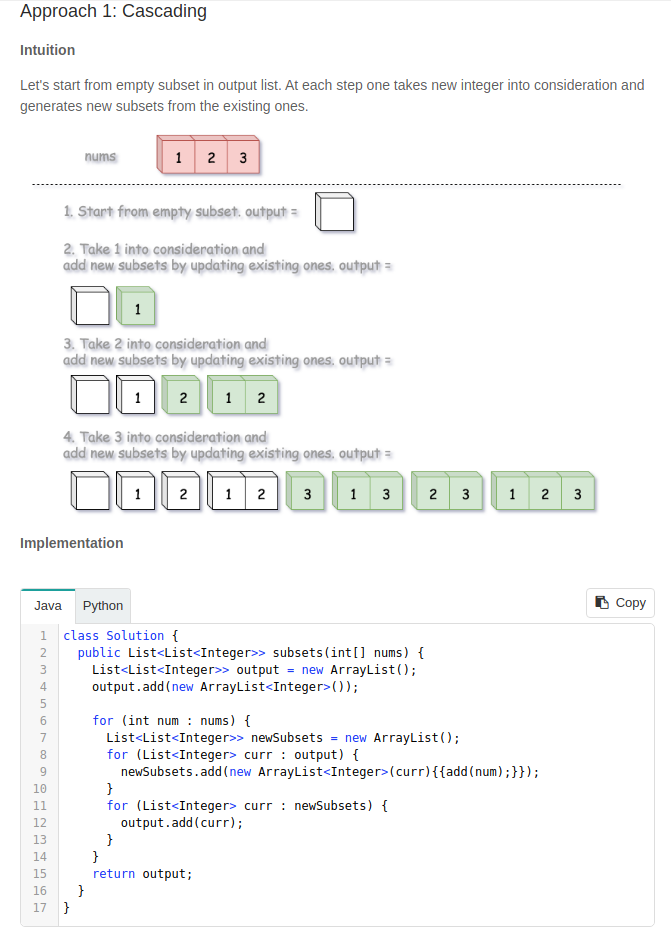 Approach 1: Cascading
Intuition
Let's start from empty subset in output list. At each step one takes new integer into consideration and
generates new subsets from the existing ones.
nums 1 2 3
1. Start from empty subset. output =
2. Take 1 into consideration and
add new subsets by updating existing ones. output =
1
3. Take 2 into consideration and
add new subsets by updating existing ones. output =
1 2 1 2
4. Take 3 into consideration and
add new subsets by updating existing ones. output =
1 2 1 2 3 1 3 2 3 1 2 3
Implementation
Java Python Copy
1 class Solution {
2 public List<List<Integer>> subsets(int[] nums) {
3 List<List<Integer>> output = new ArrayList();
4 output.add(new ArrayList<Integer>());
5
6 for (int num : nums) {
7 List<List<Integer>> newSubsets = new ArrayList();
8 for (List<Integer> curr : output) {
9 newSubsets.add(new ArrayList<Integer>(curr){{add(num);}});
10 }
11 for (List<Integer> curr : newSubsets) {
12 output.add(curr);
13 }
14 }
15 return output;
16 }
17 }